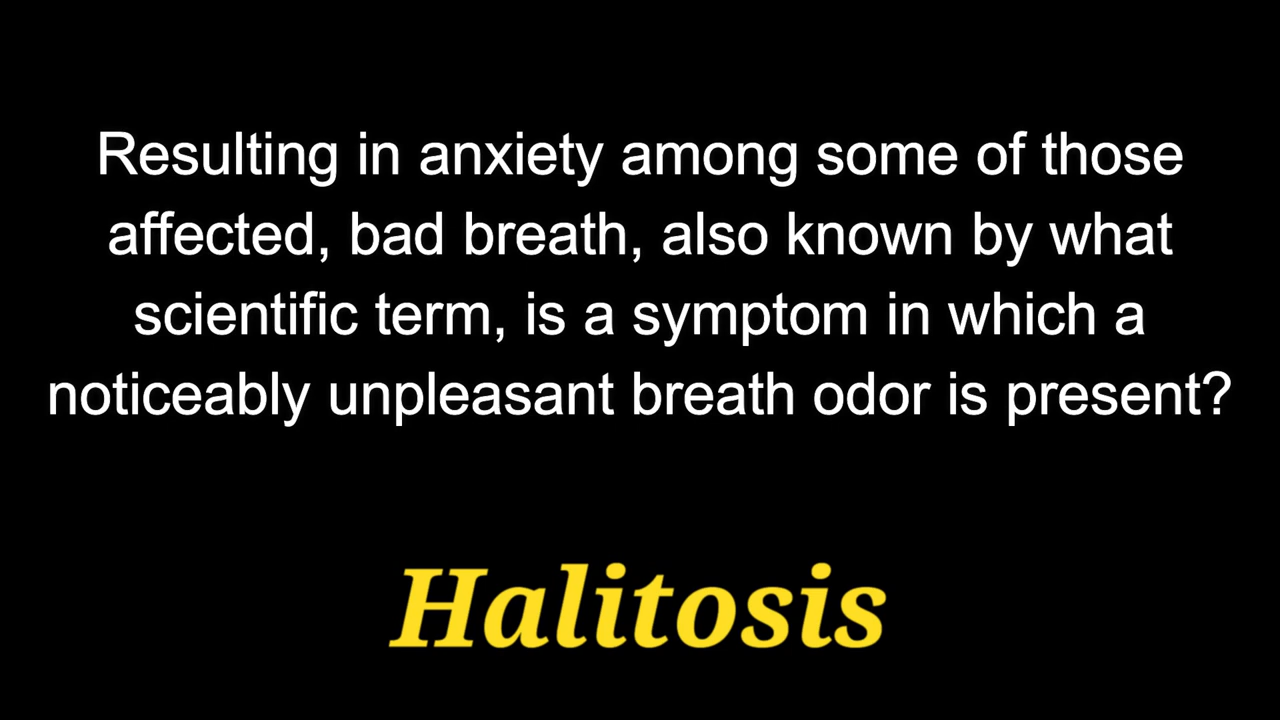 Resulting in anxiety among some of those
affected, bad breath, also known by what
scientific term, is a symptom in which a
noticeably unpleasant breath odor is present?
Halitosis